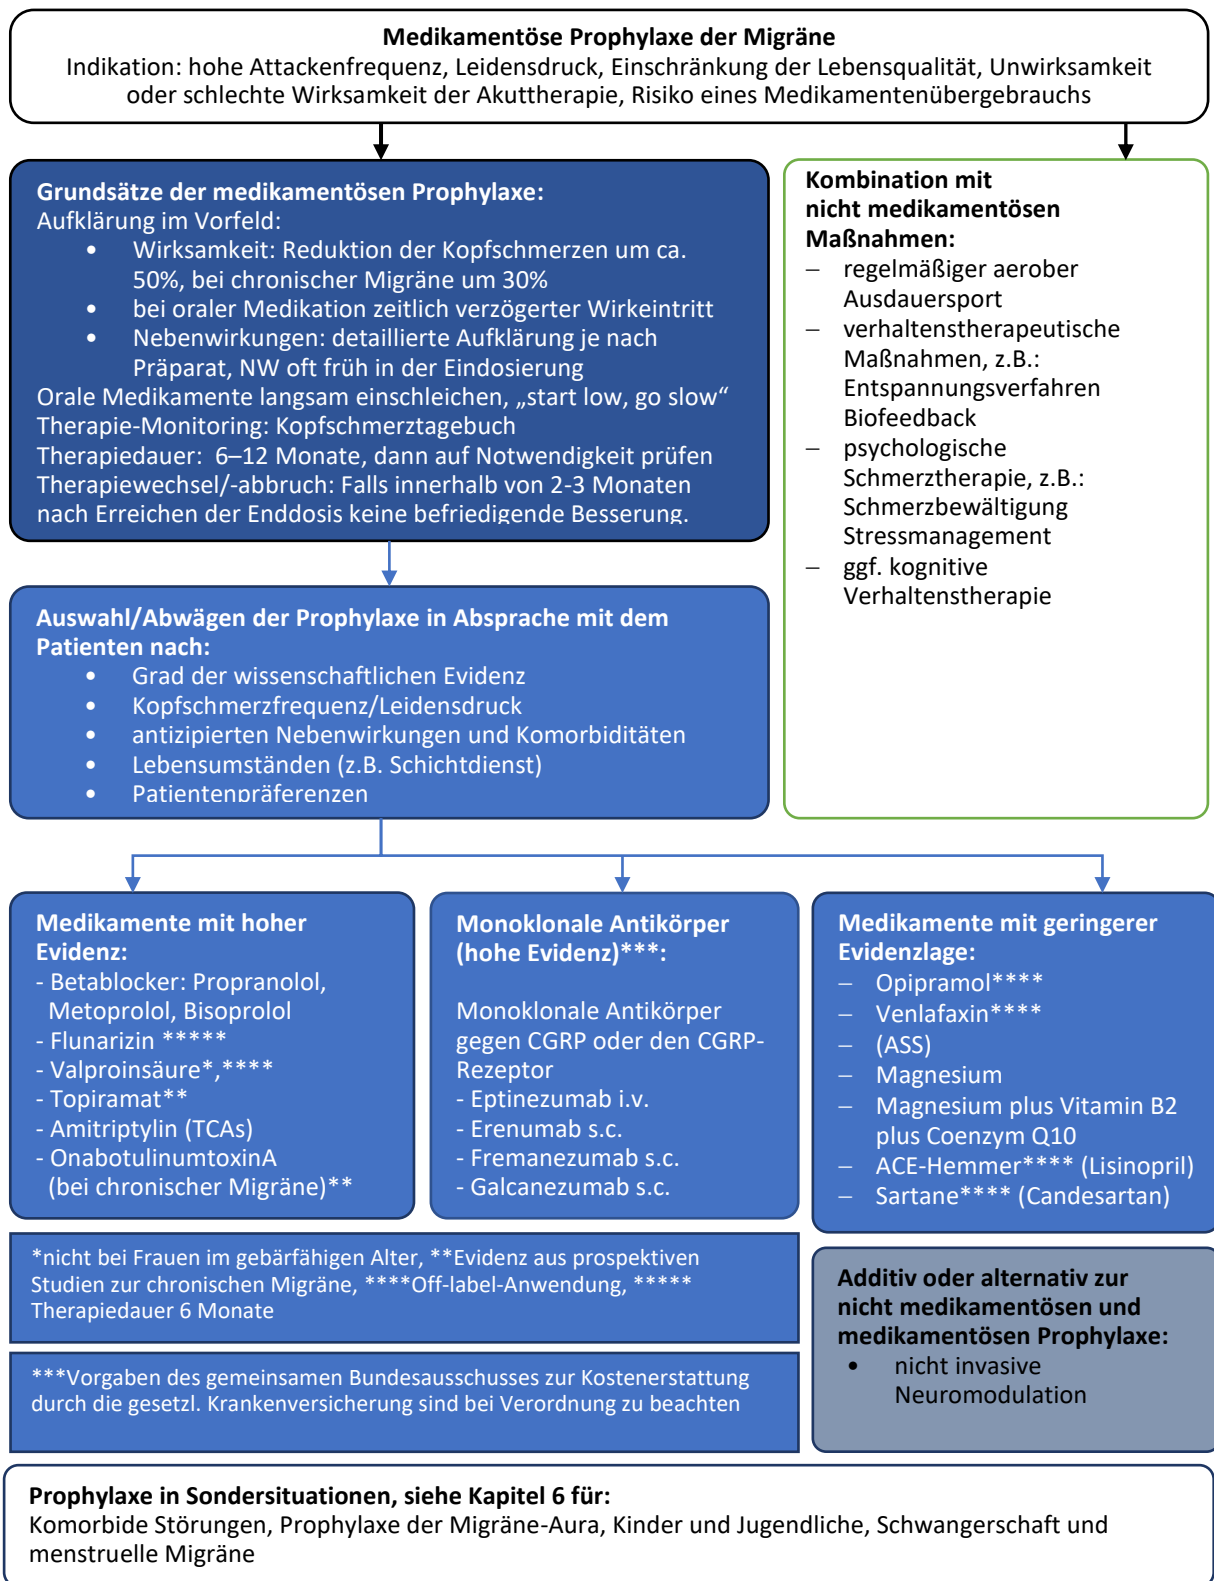 Medikamentöse Prophylaxe der Migräne
Indikation: hohe Attackenfrequenz, Leidensdruck, Einschränkung der Lebensqualität, Unwirksamkeit
oder schlechte Wirksamkeit der Akuttherapie, Risiko eines Medikamentenübergebrauchs
Grundsätze der medikamentösen Prophylaxe:
Aufklärung im Vorfeld:
• Wirksamkeit: Reduktion der Kopfschmerzen um ca.
50%, bei chronischer Migräne um 30%
• bei oraler Medikation zeitlich verzögerter Wirkeintritt
• Nebenwirkungen: detaillierte Aufklärung je nach
Präparat, NW oft früh in der Eindosierung
Orale Medikamente langsam einschleichen, „start low, go slow“
Therapie-Monitoring: Kopfschmerztagebuch
Therapiedauer: 6–12 Monate, dann auf Notwendigkeit prüfen
Therapiewechsel/-abbruch: Falls innerhalb von 2-3 Monaten
nach Erreichen der Enddosis keine befriedigende Besserung.
Kombination mit
nicht medikamentösen
Maßnahmen:
– regelmäßiger aerober
Ausdauersport
– verhaltenstherapeutische
Maßnahmen, z.B.:
Entspannungsverfahren
Biofeedback
– psychologische
Schmerztherapie, z.B.:
Schmerzbewältigung
Stressmanagement
– ggf. kognitive
Verhaltenstherapie
Auswahl/Abwägen der Prophylaxe in Absprache mit dem
Patienten nach:
• Grad der wissenschaftlichen Evidenz
• Kopfschmerzfrequenz/Leidensdruck
• antizipierten Nebenwirkungen und Komorbiditäten
• Lebensumständen (z.B. Schichtdienst)
• Patientenpräferenzen
Medikamente mit hoher
Evidenz:
- Betablocker: Propranolol,
Metoprolol, Bisoprolol
- Flunarizin *****
- Valproinsäure*,****
- Topiramat**
- Amitriptylin (TCAs)
- OnabotulinumtoxinA
(bei chronischer Migräne)**
Monoklonale Antikörper
(hohe Evidenz)***:
Monoklonale Antikörper
gegen CGRP oder den CGRP-
Rezeptor
- Eptinezumab i.v.
- Erenumab s.c.
- Fremanezumab s.c.
- Galcanezumab s.c.
Medikamente mit geringerer
Evidenzlage:
– Opipramol****
– Venlafaxin****
– (ASS)
– Magnesium
– Magnesium plus Vitamin B2
plus Coenzym Q10
– ACE-Hemmer**** (Lisinopril)
– Sartane**** (Candesartan)
*nicht bei Frauen im gebärfähigen Alter, **Evidenz aus prospektiven
Studien zur chronischen Migräne, ****Off-label-Anwendung, *****
Therapiedauer 6 Monate
***Vorgaben des gemeinsamen Bundesausschusses zur Kostenerstattung
durch die gesetzl. Krankenversicherung sind bei Verordnung zu beachten
Additiv oder alternativ zur
nicht medikamentösen und
medikamentösen Prophylaxe:
• nicht invasive
Neuromodulation
Prophylaxe in Sondersituationen, siehe Kapitel 6 für:
Komorbide Störungen, Prophylaxe der Migräne-Aura, Kinder und Jugendliche, Schwangerschaft und
menstruelle Migräne